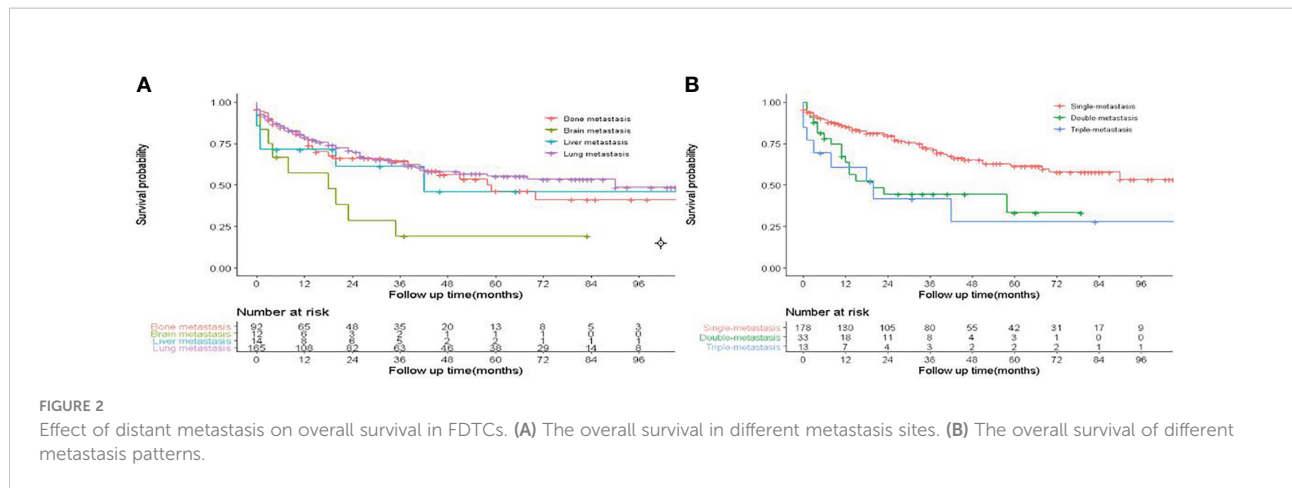 A
B
Survival probability
1.00
0.75
0.50
0.25
0.00
Bone metastasis
Brain metastasis
Liver metastasis
Lung metastasis
0 12 24 36 48 60 72 84 96
Follow up time(months)
Number at risk
Bone metastasis 92 65 48 35 20 13 8 5 3
Brain metastasis 12 6 3 2 1 1 1 0 0
Liver metastasis 14 8 6 5 2 2 1 1 1
Lung metastasis 165 108 82 63 46 38 29 14 8
0 12 24 36 48 60 72 84 96
Follow up time(months)
Survival probability
1.00
0.75
0.50
0.25
0.00
Single-metastasis
Double-metastasis
Triple-metastasis
0 12 24 36 48 60 72 84 96
Follow up time(months)
Number at risk
Single-metastasis 178 130 105 80 55 42 31 17 9
Double-metastasis 33 18 11 8 4 3 1 0 0
Triple-metastasis 13 7 4 3 2 2 2 1 1
0 12 24 36 48 60 72 84 96
Follow up time(months)
FIGURE 2
Effect of distant metastasis on overall survival in FDTCs. (A) The overall survival in different metastasis sites. (B) The overall survival of different
metastasis patterns.